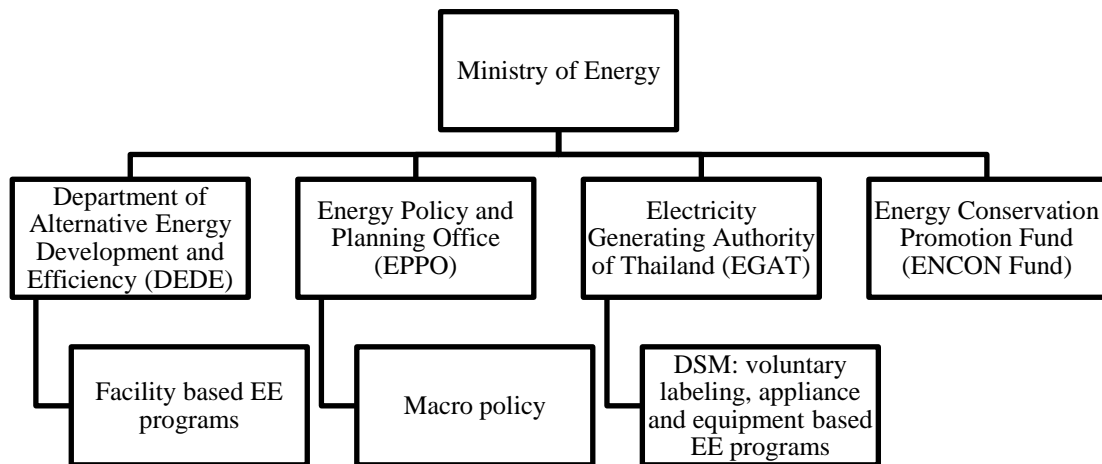 Ministry of Energy
Department of
Alternative Energy
Development and
Efficiency (DEDE)
Energy Policy and
Planning Office
(EPPO)
Electricity
Generating Authority
of Thailand (EGAT)
Energy Conservation
Promotion Fund
(ENCON Fund)
Facility based EE
programs
Macro policy
DSM: voluntary
labeling, appliance
and equipment based
EE programs